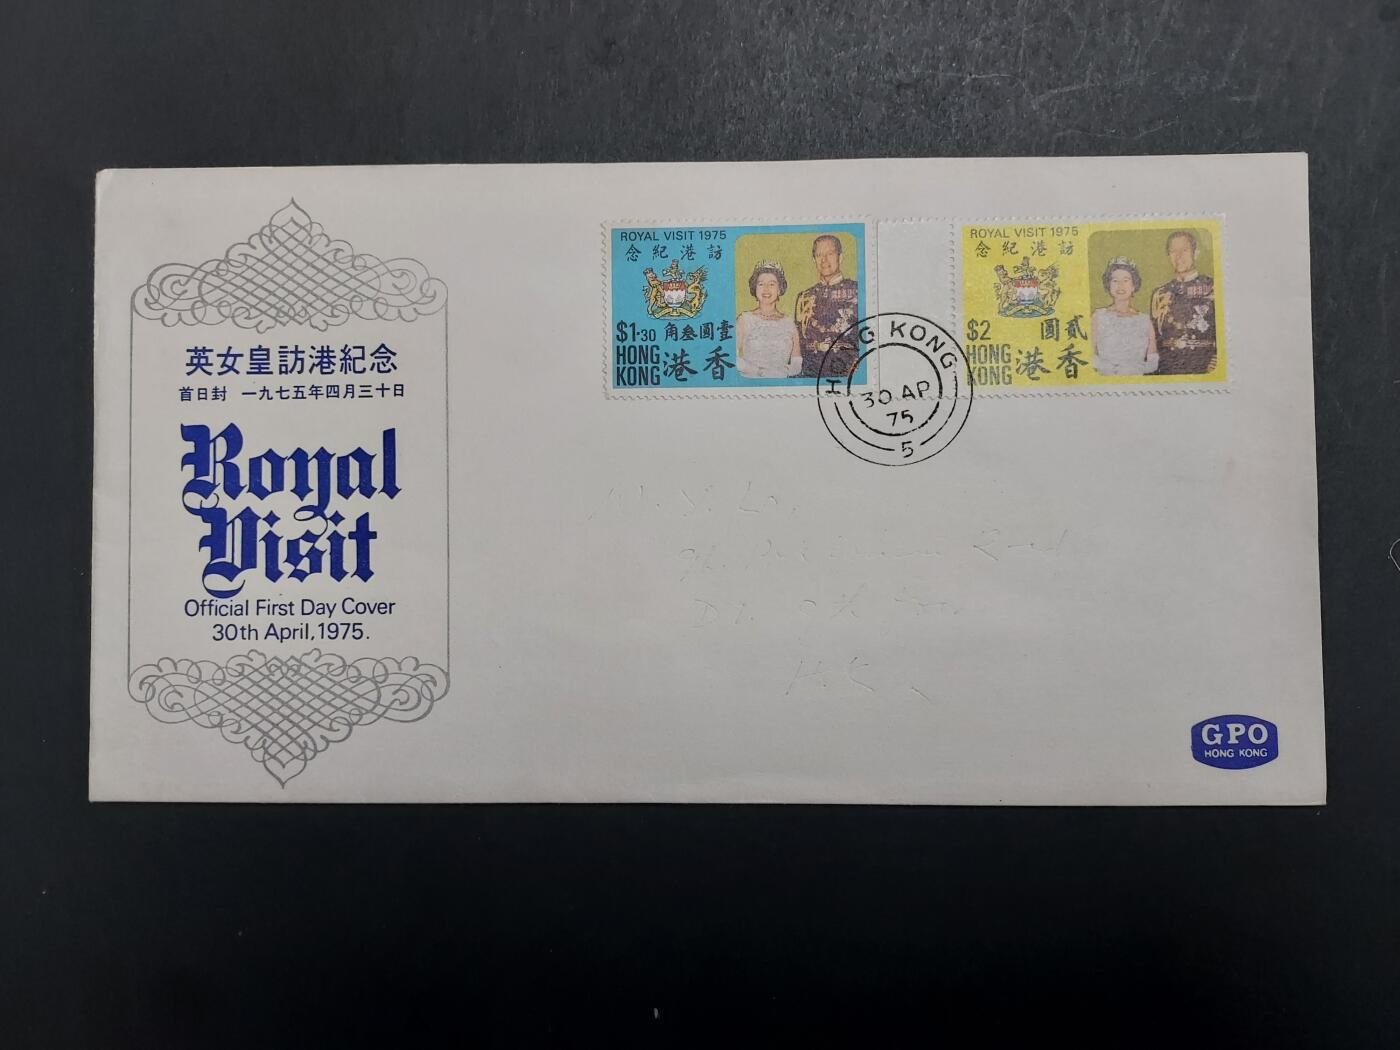 英女皇訪港紀念
首日封 一九七五年四月三十日
Royal
Visit
Official First Day Cover
30th April, 1975.
ROYAL VISIT 1975
念紀港訪
$1·30 角叁圓壹
HONG
KONG 港香
ROYAL VISIT 1975
念紀港訪
$2 圓貳
HONG
KONG 港香
HONG KONG
30 AP
75
5
H.K.
GPO
HONG KONG